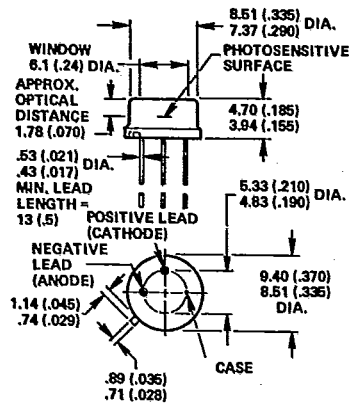 8.51 (.335) DIA.
7.37 (.290)
WINDOW
6.1 (.24) DIA.
PHOTOSENSITIVE
SURFACE
APPROX.
OPTICAL
DISTANCE
1.78 (.070)
4.70 (.185)
3.94 (.155)
.53 (.021) DIA.
.43 (.017)
MIN. LEAD
LENGTH =
13 (.5)
POSITIVE LEAD
(CATHODE)
5.33 (.210) DIA.
4.83 (.190)
NEGATIVE
LEAD
(ANODE)
1.14 (.045)
.74 (.029)
9.40 (.370)
8.51 (.335)
DIA.
CASE
.89 (.035)
.71 (.028)